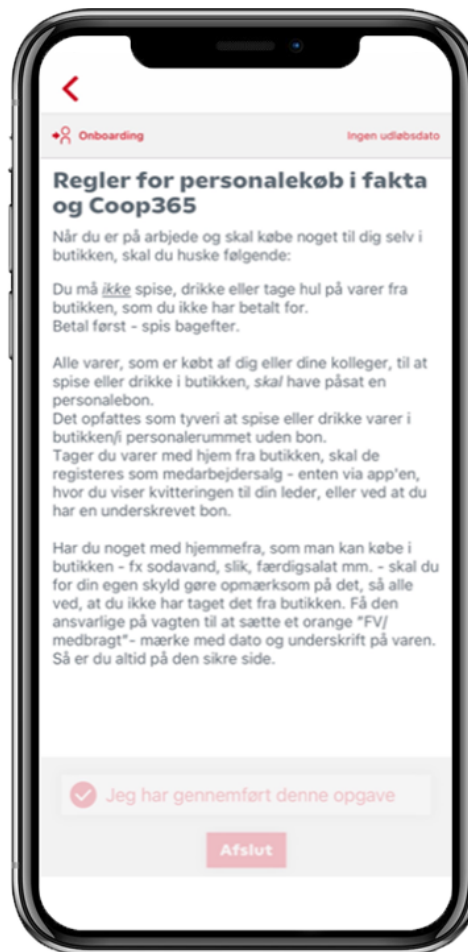 Onboarding
Ingen udløbsdato
Regler for personalekøb i fakta
og Coop365
Når du er på arbejde og skal købe noget til dig selv i
butikken, skal du huske følgende:
Du må ikke spise, drikke eller tage hul på varer fra
butikken, som du ikke har betalt for.
Betal først - spis bagefter.
Alle varer, som er købt af dig eller dine kolleger, til at
spise eller drikke i butikken, skal have påsat en
personalebon.
Det opfattes som tyveri at spise eller drikke varer i
butikken/i personalerummet uden bon.
Tager du varer med hjem fra butikken, skal de
registeres som medarbejdersalg - enten via app'en,
hvor du viser kvitteringen til din leder, eller ved at du
har en underskrevet bon.
Har du noget med hjemmefra, som man kan købe i
butikken - fx sodavand, slik, færdigsalat mm. - skal du
for din egen skyld gøre opmærksom på det, så alle
ved, at du ikke har taget det fra butikken. Få den
ansvarlige på vagten til at sætte et orange "FV/
medbragt"- mærke med dato og underskrift på varen.
Så er du altid på den sikre side.
Jeg har gennemført denne opgave
Afslut